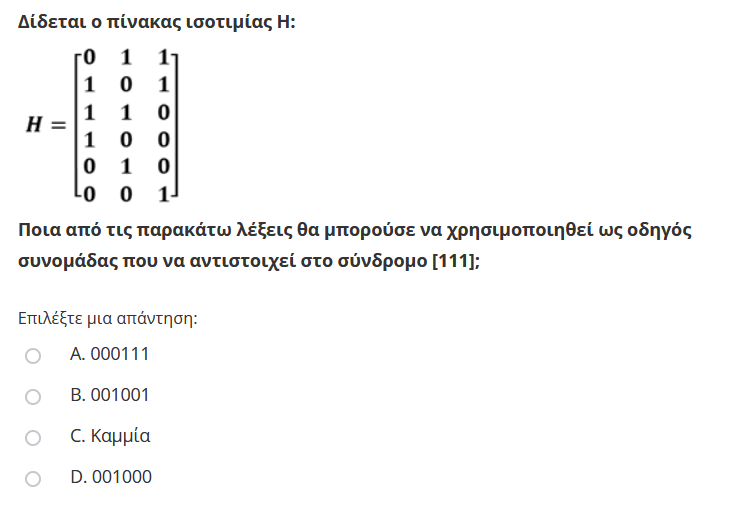 Δίδεται ο πίνακας ισοτιμίας H:
0 1 1
1 0 1
H = 1 1 0
1 0 0
0 1 0
0 0 1
Ποια από τις παρακάτω λέξεις θα μπορούσε να χρησιμοποιηθεί ως οδηγός
συνομάδας που να αντιστοιχεί στο σύνδρομο [111];
Επιλέξτε μια απάντηση:
A. 000111
B. 001001
C. Καμμία
D. 001000